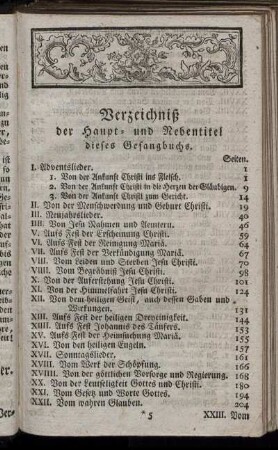 Verzeichniß
der Haupt- und Nebentitel
dieses Gesangbuchs.
Seiten.
I. Adventslieder. 1
1. Von der Ankunft Christi ins Fleisch. 1
2. Von der Ankunft Christi in die Herzen der Gläubigen. 9
3. Von der Ankunft Christi zum Gericht. 14
II. Von der Menschwerdung und Geburt Christi. 19
III. Neujahrslieder. 40
IIII. Von Jesu Nahmen und Aemtern. 46
V. Aufs Fest der Erscheinung Christi. 59
VI. Aufs Fest der Reinigung Mariä. 64
VII. Aufs Fest der Verkündigung Mariä. 67
VIII. Vom Leiden und Sterben Jesu Christi. 70
VIIII. Vom Begräbniß Jesu Christi. 98
X. Von der Auferstehung Jesu Christi. 101
XI. Von der Himmelfahrt Jesu Christi. 124
XII. Von dem heiligen Geist, auch dessen Gaben und
Wirkungen. 131
XIII. Aufs Fest der heiligen Dreyeinigkeit. 144
XIIII. Aufs Fest Johannes des Täufers. 151
XV. Aufs Fest der Heimsuchung Mariä. 154
XVI. Von den heiligen Engeln. 157
XVII. Sonntagslieder. 161
XVIII. Vom Werk der Schöpfung. 166
XVIIII. Von der göttlichen Vorsorge und Regierung. 168
XX. Von der Leutseligkeit Gottes und Christi. 180
XXI. Vom Gesetz und Worte Gottes. 194
XXII. Vom wahren Glauben. 204
* 5
XXIII. Vom